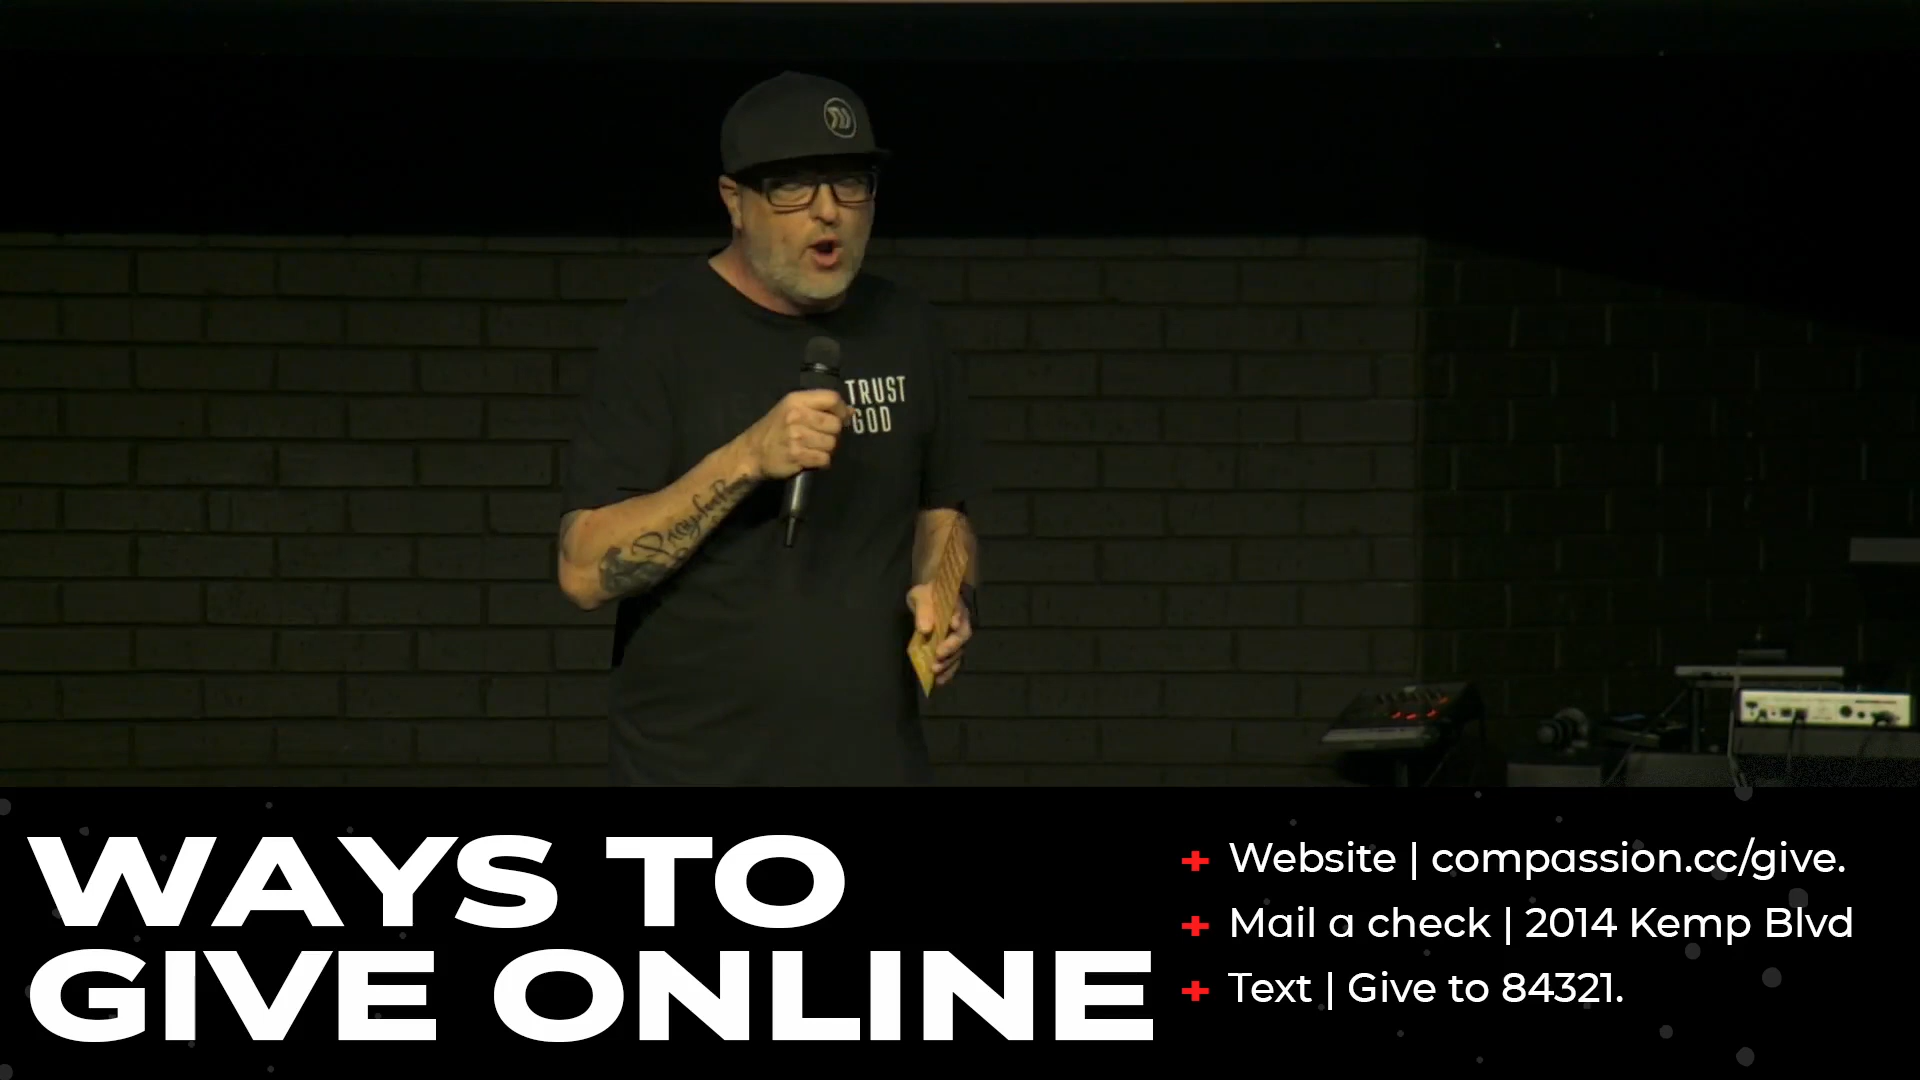 TRUST
GOD
WAYS TO
GIVE ONLINE
+ Website | compassion.cc/give.
+ Mail a check | 2014 Kemp Blvd
+ Text | Give to 84321.